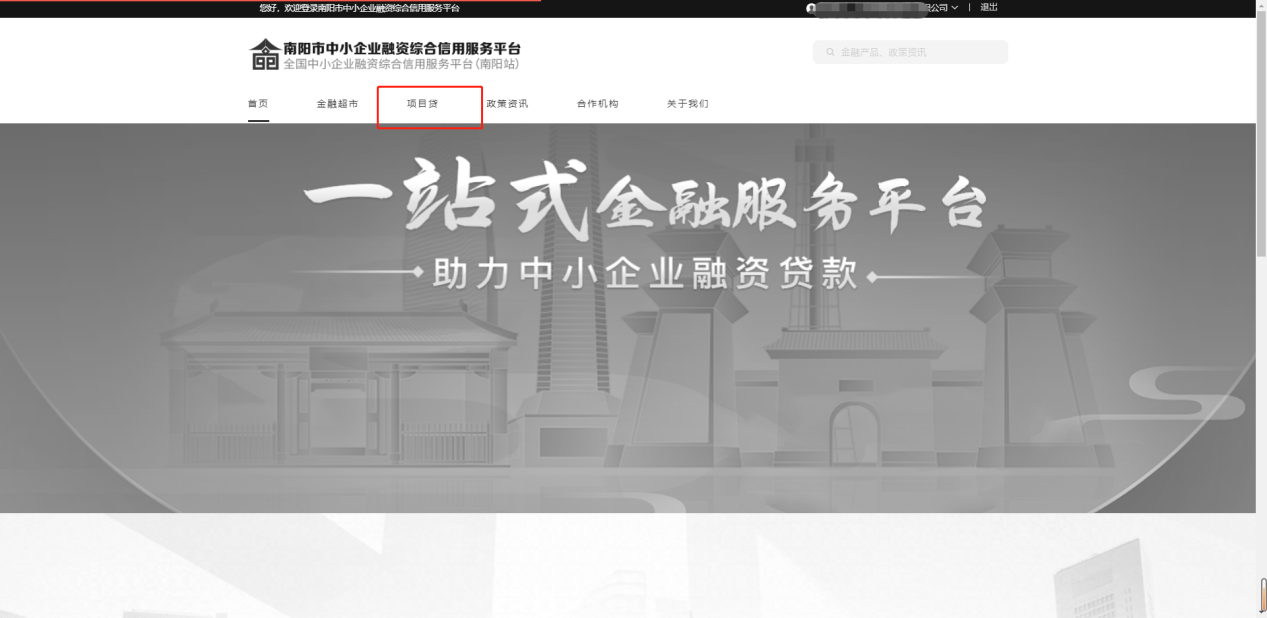 您好，欢迎登录南阳市中小企业融资综合信用服务平台
限公司 | 退出
南阳市中小企业融资综合信用服务平台
全国中小企业融资综合信用服务平台(南阳站)
金融产品、政策资讯
首页 金融超市 项目贷 政策资讯 合作机构 关于我们
一站式金融服务平台
助力中小企业融资贷款